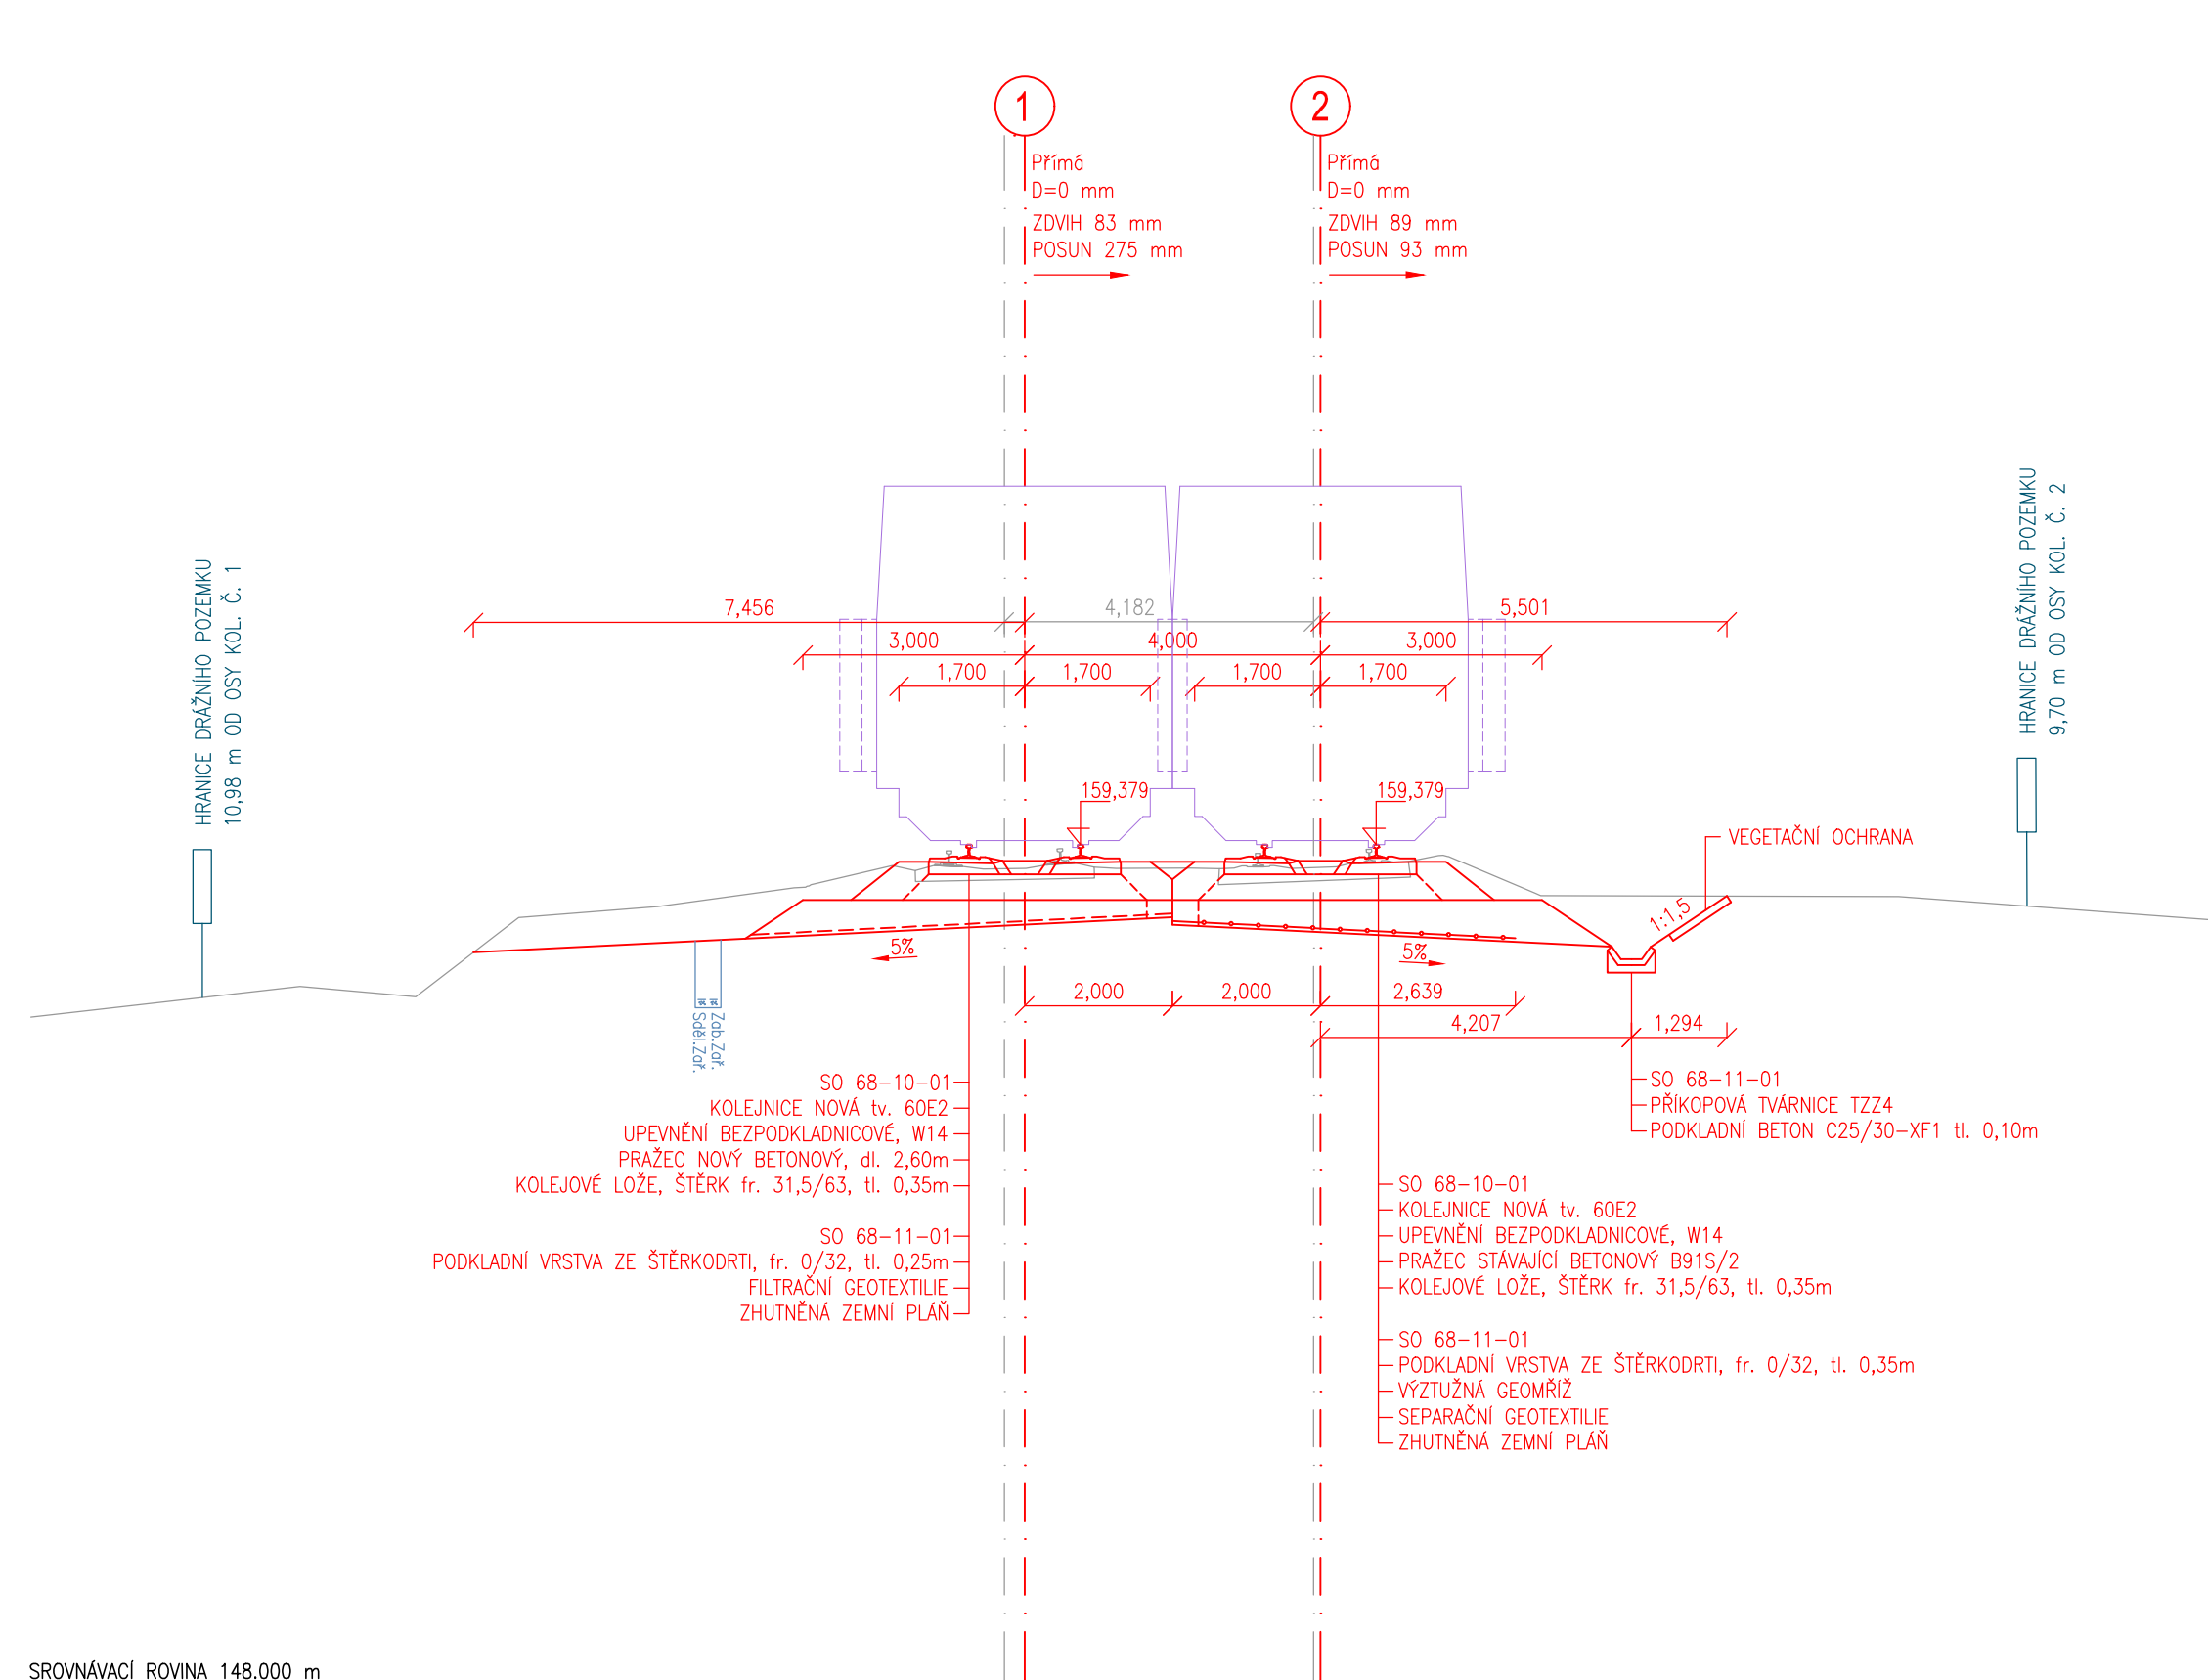 1
2
Přímá
D=0 mm
ZDVIH 83 mm
POSUN 275 mm
Přímá
D=0 mm
ZDVIH 89 mm
POSUN 93 mm
HRANICE DRÁŽNÍHO POZEMKU
10,98 m OD OSY KOL. Č. 1
HRANICE DRÁŽNÍHO POZEMKU
9,70 m OD OSY KOL. Č. 2
7,456
4,182
5,501
3,000
4,000
3,000
1,700
1,700
1,700
1,700
159,379
159,379
VEGETAČNÍ OCHRANA
1:1,5
5%
5%
2,000
2,000
2,639
4,207
1,294
Zab.Zař.
Sděl.Zař.
SO 68-10-01
KOLEJNICE NOVÁ tv. 60E2
UPEVNĚNÍ BEZPODKLADNICOVÉ, W14
PRAŽEC NOVÝ BETONOVÝ, dl. 2,60m
KOLEJOVÉ LOŽE, ŠTĚRK fr. 31,5/63, tl. 0,35m
SO 68-11-01
PODKLADNÍ VRSTVA ZE ŠTĚRKODRTI, fr. 0/32, tl. 0,25m
FILTRAČNÍ GEOTEXTILIE
ZHUTNĚNÁ ZEMNÍ PLÁŇ
SO 68-11-01
PŘÍKOPOVÁ TVÁRNICE TZZ4
PODKLADNÍ BETON C25/30-XF1 tl. 0,10m
SO 68-10-01
KOLEJNICE NOVÁ tv. 60E2
UPEVNĚNÍ BEZPODKLADNICOVÉ, W14
PRAŽEC STÁVAJÍCÍ BETONOVÝ B91S/2
KOLEJOVÉ LOŽE, ŠTĚRK fr. 31,5/63, tl. 0,35m
SO 68-11-01
PODKLADNÍ VRSTVA ZE ŠTĚRKODRTI, fr. 0/32, tl. 0,35m
VÝZTUŽNÁ GEOMŘÍŽ
SEPARAČNÍ GEOTEXTILIE
ZHUTNĚNÁ ZEMNÍ PLÁŇ
SROVNÁVACÍ ROVINA 148.000 m